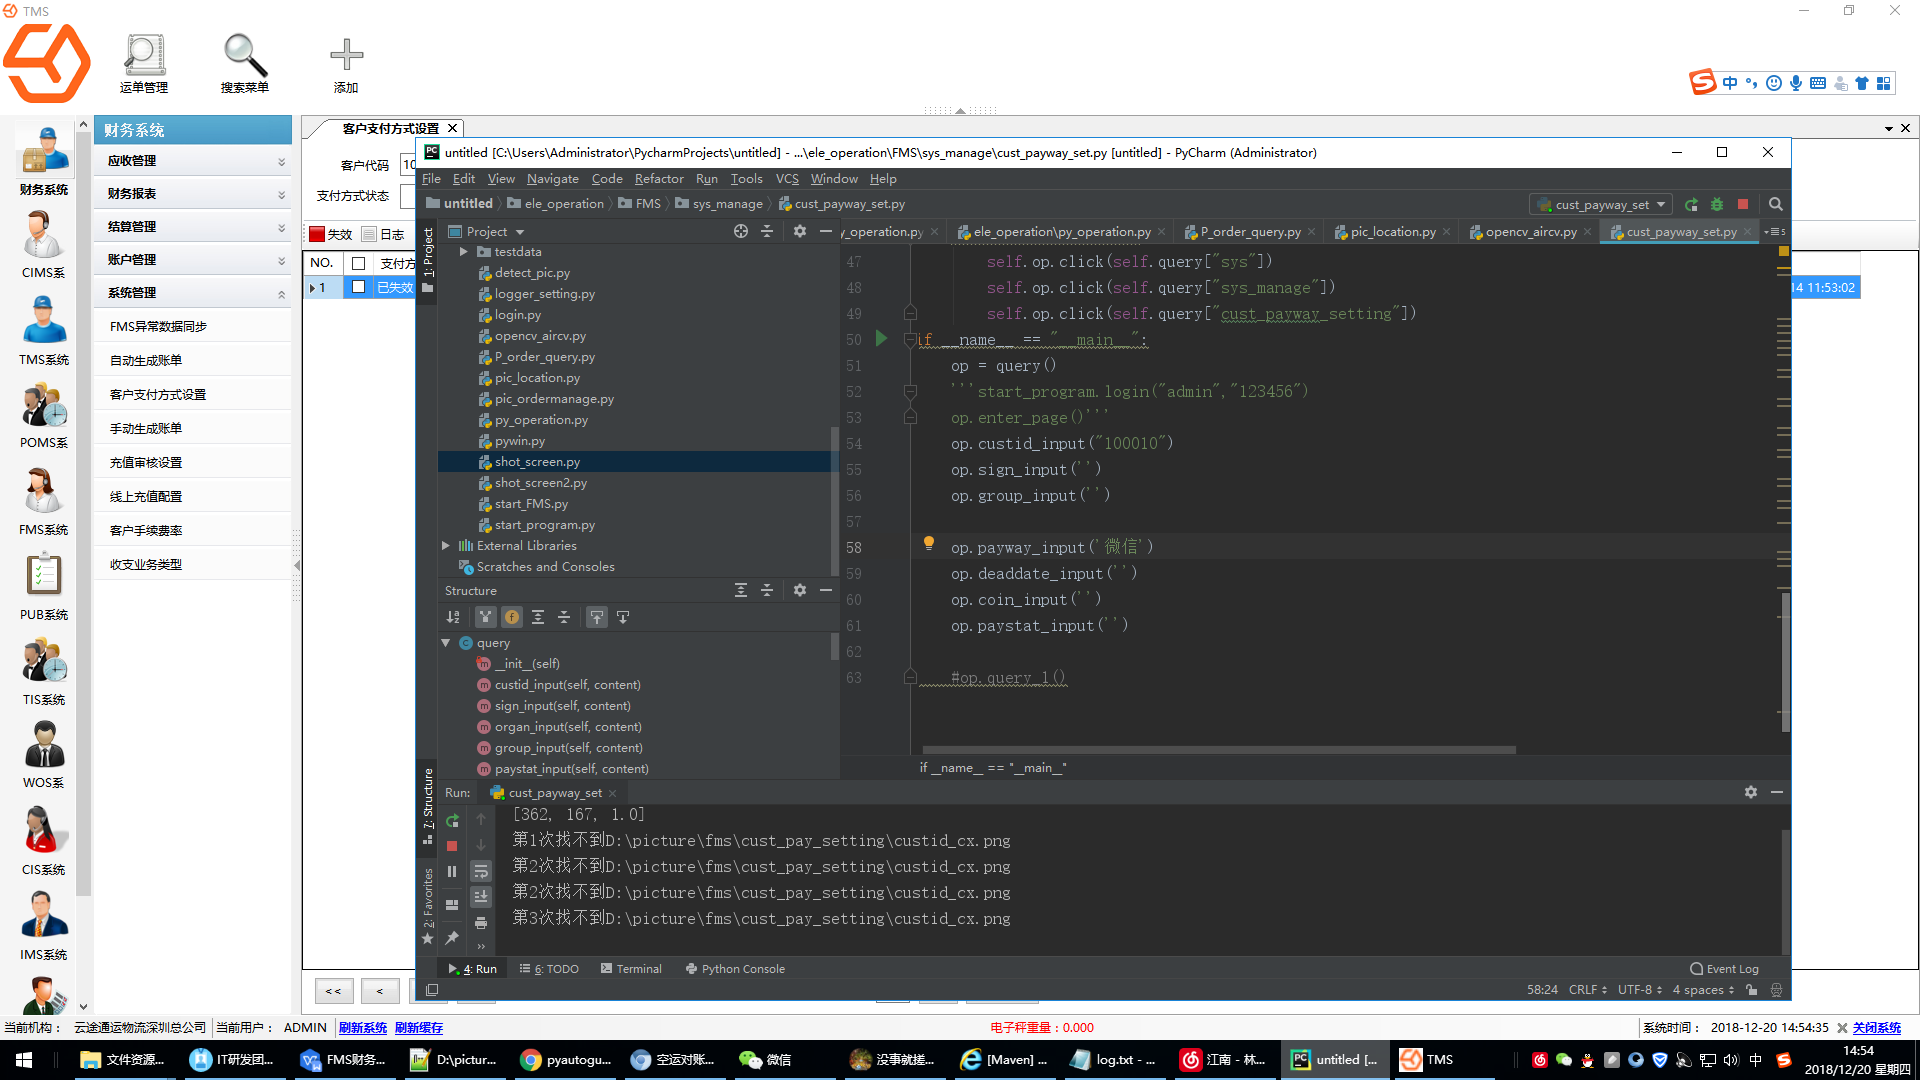 TMS
运单管理
搜索菜单
添加
中
财务系统
CIMS系
TMS系统
POMS系
FMS系统
PUB系统
TIS系统
WOS系
CIS系统
IMS系统
财务系统
应收管理
财务报表
结算管理
账户管理
系统管理
FMS异常数据同步
自动生成账单
客户支付方式设置
手动生成账单
充值审核设置
线上充值配置
客户手续费率
收支业务类型
客户支付方式设置
客户代码 10
支付方式状态
失效 日志
NO. 支付方
1 已失效
14 11:53:02
<< <
untitled [C:\Users\Administrator\PycharmProjects\untitled] - ...\ele_operation\FMS\sys_manage\cust_payway_set.py [untitled] - PyCharm (Administrator)
File Edit View Navigate Code Refactor Run Tools VCS Window Help
untitled ele_operation FMS sys_manage cust_payway_set.py
cust_payway_set
1: Project
Project
y_operation.py ele_operation\py_operation.py P_order_query.py pic_location.py opencv_aircv.py cust_payway_set.py
5
testdata
detect_pic.py
logger_setting.py
login.py
opencv_aircv.py
P_order_query.py
pic_location.py
pic_ordermanage.py
py_operation.py
pywin.py
shot_screen.py
shot_screen2.py
start_FMS.py
start_program.py
External Libraries
Scratches and Consoles
Structure
query
__init__(self)
custid_input(self, content)
sign_input(self, content)
organ_input(self, content)
group_input(self, content)
paystat_input(self, content)
47 self.op.click(self.query["sys"])
48 self.op.click(self.query["sys_manage"])
49 self.op.click(self.query["cust_payway_setting"])
50 if __name__ == "__main__":
51 op = query()
52 '''start_program.login("admin","123456")
53 op.enter_page()'''
54 op.custid_input("100010")
55 op.sign_input('')
56 op.group_input('')
57
58 op.payway_input('微信')
59 op.deaddate_input('')
60 op.coin_input('')
61 op.paystat_input('')
62
63 #op.query_1()
if __name__ == "__main__"
7: Structure
2: Favorites
Run: cust_payway_set
[362, 167, 1.0]
第1次找不到D:\picture\fms\cust_pay_setting\custid_cx.png
第2次找不到D:\picture\fms\cust_pay_setting\custid_cx.png
第2次找不到D:\picture\fms\cust_pay_setting\custid_cx.png
第3次找不到D:\picture\fms\cust_pay_setting\custid_cx.png
4: Run 6: TODO Terminal Python Console Event Log
58:24 CRLF UTF-8 4 spaces
当前机构： 云途通运物流深圳总公司 当前用户： ADMIN 刷新系统 刷新缓存 电子秤重量：0.000 系统时间： 2018-12-20 14:54:35 关闭系统
文件资源... IT研发团... FMS财务... D:\pictur... pyautogu... 空运对账... 微信 没事就搓... [Maven] ... log.txt - ... 江南 - 林... untitled [... TMS 中
14:54
2018/12/20 星期四